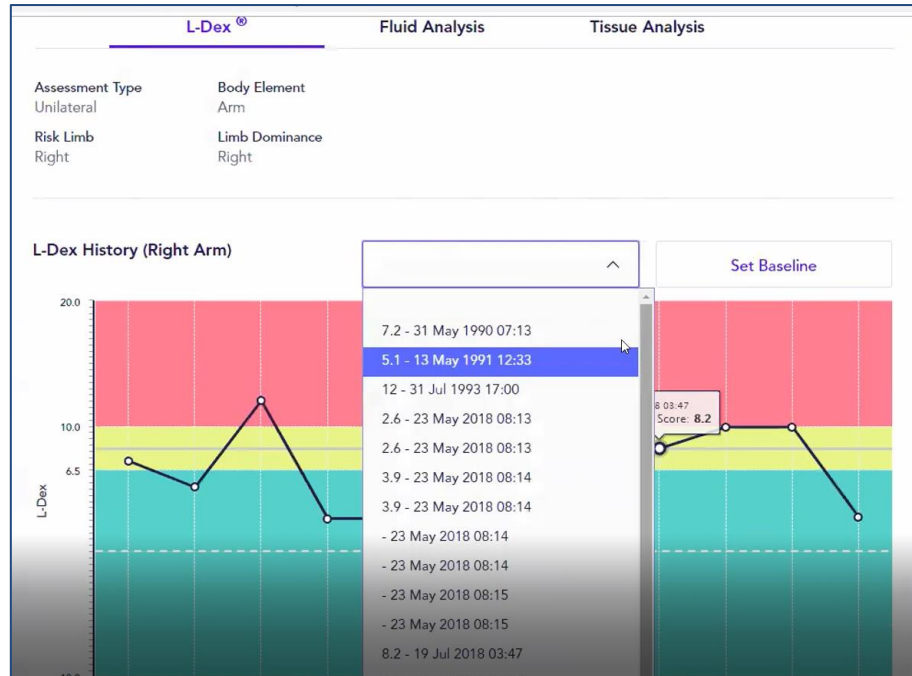 L-Dex ® Fluid Analysis Tissue Analysis
Assessment Type Body Element
Unilateral Arm
Risk Limb Limb Dominance
Right Right
L-Dex History (Right Arm)
Set Baseline
20.0
10.0
6.5
L-Dex
7.2 - 31 May 1990 07:13
5.1 - 13 May 1991 12:33
12 - 31 Jul 1993 17:00
2.6 - 23 May 2018 08:13
2.6 - 23 May 2018 08:13
3.9 - 23 May 2018 08:14
3.9 - 23 May 2018 08:14
- 23 May 2018 08:14
- 23 May 2018 08:14
- 23 May 2018 08:15
- 23 May 2018 08:15
8.2 - 19 Jul 2018 03:47
8 03:47
Score: 8.2